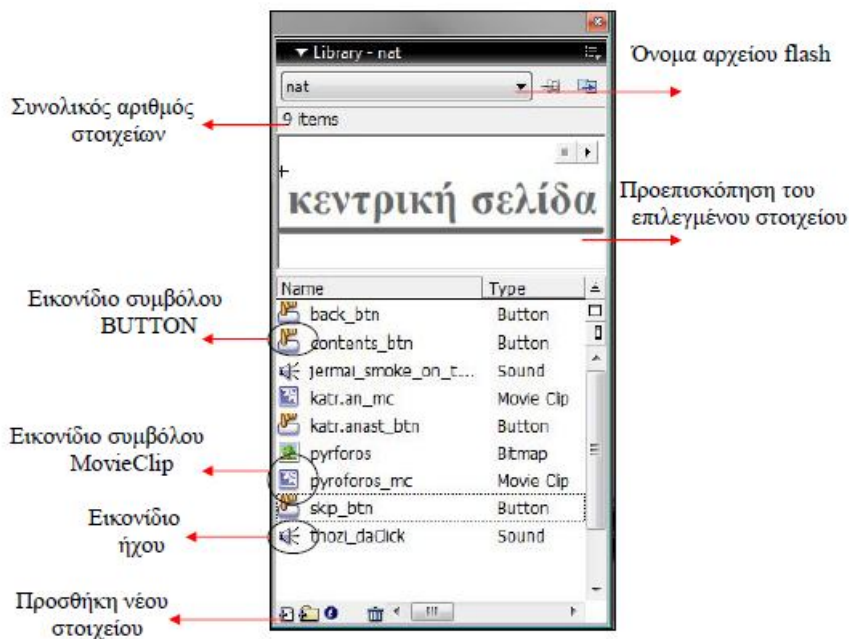 Library - nat
Όνομα αρχείου flash
nat
Συνολικός αριθμός
στοιχείων
9 items
κεντρική σελίδα
Προεπισκόπηση του
επιλεγμένου στοιχείου
Name Type
Εικονίδιο συμβόλου
BUTTON
back_btn Button
contents_btn Button
jermai_smoke_on_t... Sound
katr.an_mc Movie Clip
katr.anast_btn Button
Εικονίδιο συμβόλου
MovieClip
pyrforos Bitmap
pyroforos_mc Movie Clip
skip_btn Button
Εικονίδιο
ήχου
Sound
Προσθήκη νέου
στοιχείου